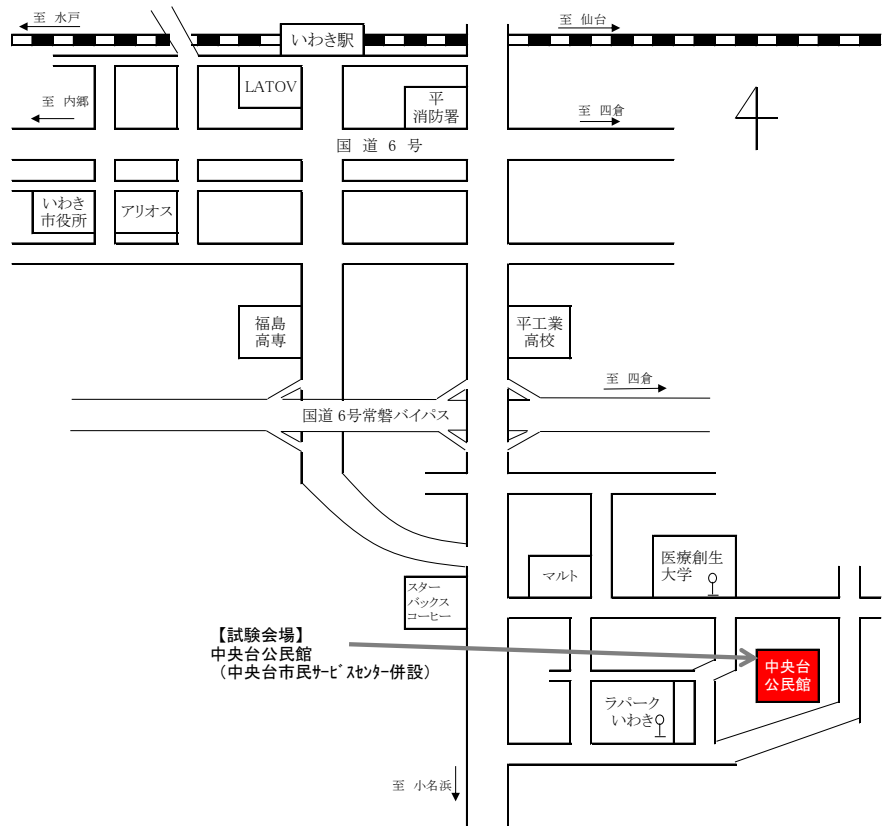 至 水戸
至 仙台
いわき駅
LATOV
平
消防署
至 内郷
至 四倉
国 道 6 号
いわき
市役所
アリオス
福島
高専
平工業
高校
至 四倉
国道 6号常磐バイパス
医療創生
大学
マルト
スター
バックス
コーヒー
【試験会場】
中央台公民館
（中央台市民ｻｰﾋﾞｽｾﾝﾀｰ併設）
中央台
公民館
ラパーク
いわき
至 小名浜